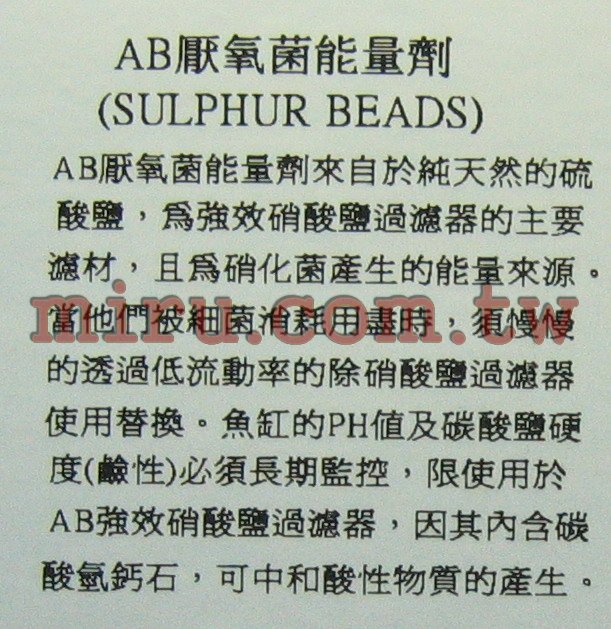 AB厭氧菌能量劑
(SULPHUR BEADS)
AB厭氧菌能量劑來自於純天然的硫
酸鹽，為強效硝酸鹽過濾器的主要
濾材，且為硝化菌產生的能量來源。
miru.com.tw
當他們被細菌消耗用盡時，須慢慢
的透過低流動率的除硝酸鹽過濾器
使用替換。魚缸的PH值及碳酸鹽硬
度(鹼性)必須長期監控，限使用於
AB強效硝酸鹽過濾器，因其內含碳
酸氫鈣石，可中和酸性物質的產生。